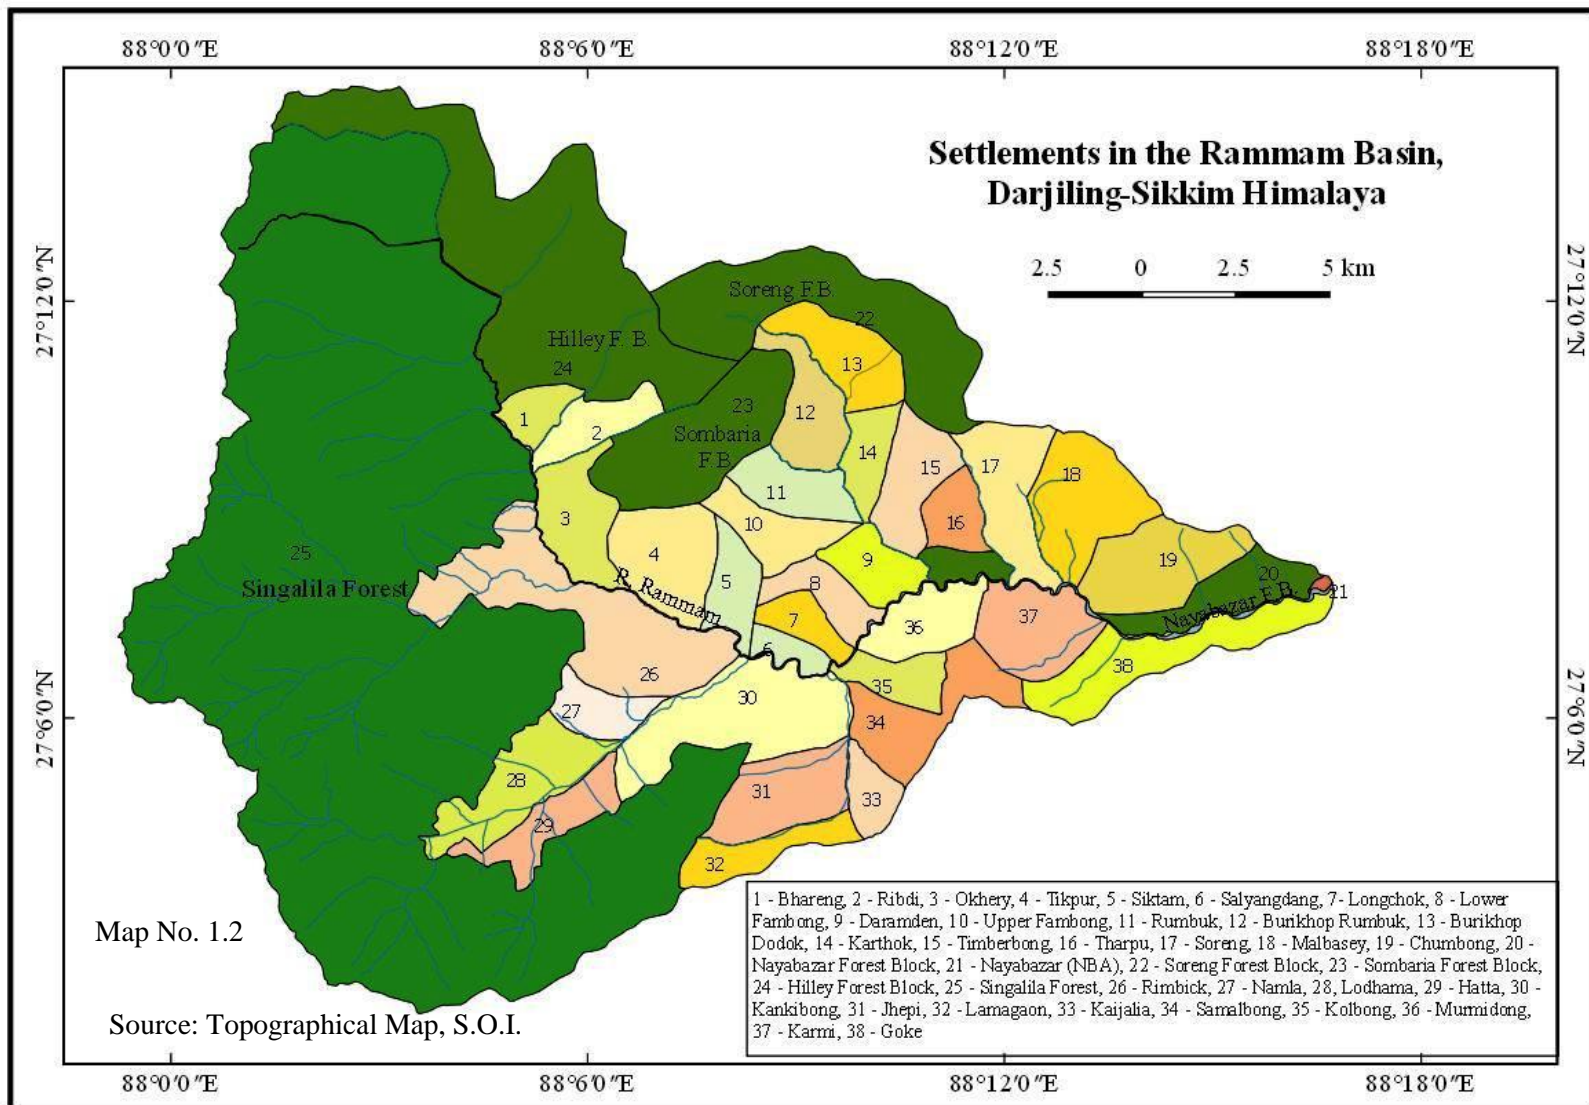 88°0′0″E 88°6′0″E 88°12′0″E 88°18′0″E
Settlements in the Rammam Basin,
Darjiling-Sikkim Himalaya
2.5 0 2.5 5 km
27°12′0″N
27°12′0″N
Soreng F.B.
22
Hilley F. B.
24
13
23
12
Sombaria
F.B
1
2
14
15
17
18
11
3
10
16
4
9
19
25
Singalila Forest
R. Rammam
5
8
20
Nayabazar F.B.
21
7
36
37
6
26
35
38
27°6′0″N
27°6′0″N
27
30
34
28
31
33
29
32
Map No. 1.2
Source: Topographical Map, S.O.I.
1 - Bhareng, 2 - Ribdi, 3 - Okhery, 4 - Tikpur, 5 - Siktam, 6 - Salyangdang, 7- Longchok, 8 - Lower
Fambong, 9 - Daramden, 10 - Upper Fambong, 11 - Rumbuk, 12 - Burikhop Rumbuk, 13 - Burikhop
Dodok, 14 - Karthok, 15 - Timberbong, 16 - Tharpu, 17 - Soreng, 18 - Malbasey, 19 - Chumbong, 20 -
Nayabazar Forest Block, 21 - Nayabazar (NBA), 22 - Soreng Forest Block, 23 - Sombaria Forest Block,
24 - Hilley Forest Block, 25 - Singalila Forest, 26 - Rimbick, 27 - Namla, 28, Lodhama, 29 - Hatta, 30 -
Kankibong, 31 - Jhepi, 32 - Lamagaon, 33 - Kaijalia, 34 - Samalbong, 35 - Kolbong, 36 - Murmidong,
37 - Karmi, 38 - Goke
88°0′0″E 88°6′0″E 88°12′0″E 88°18′0″E